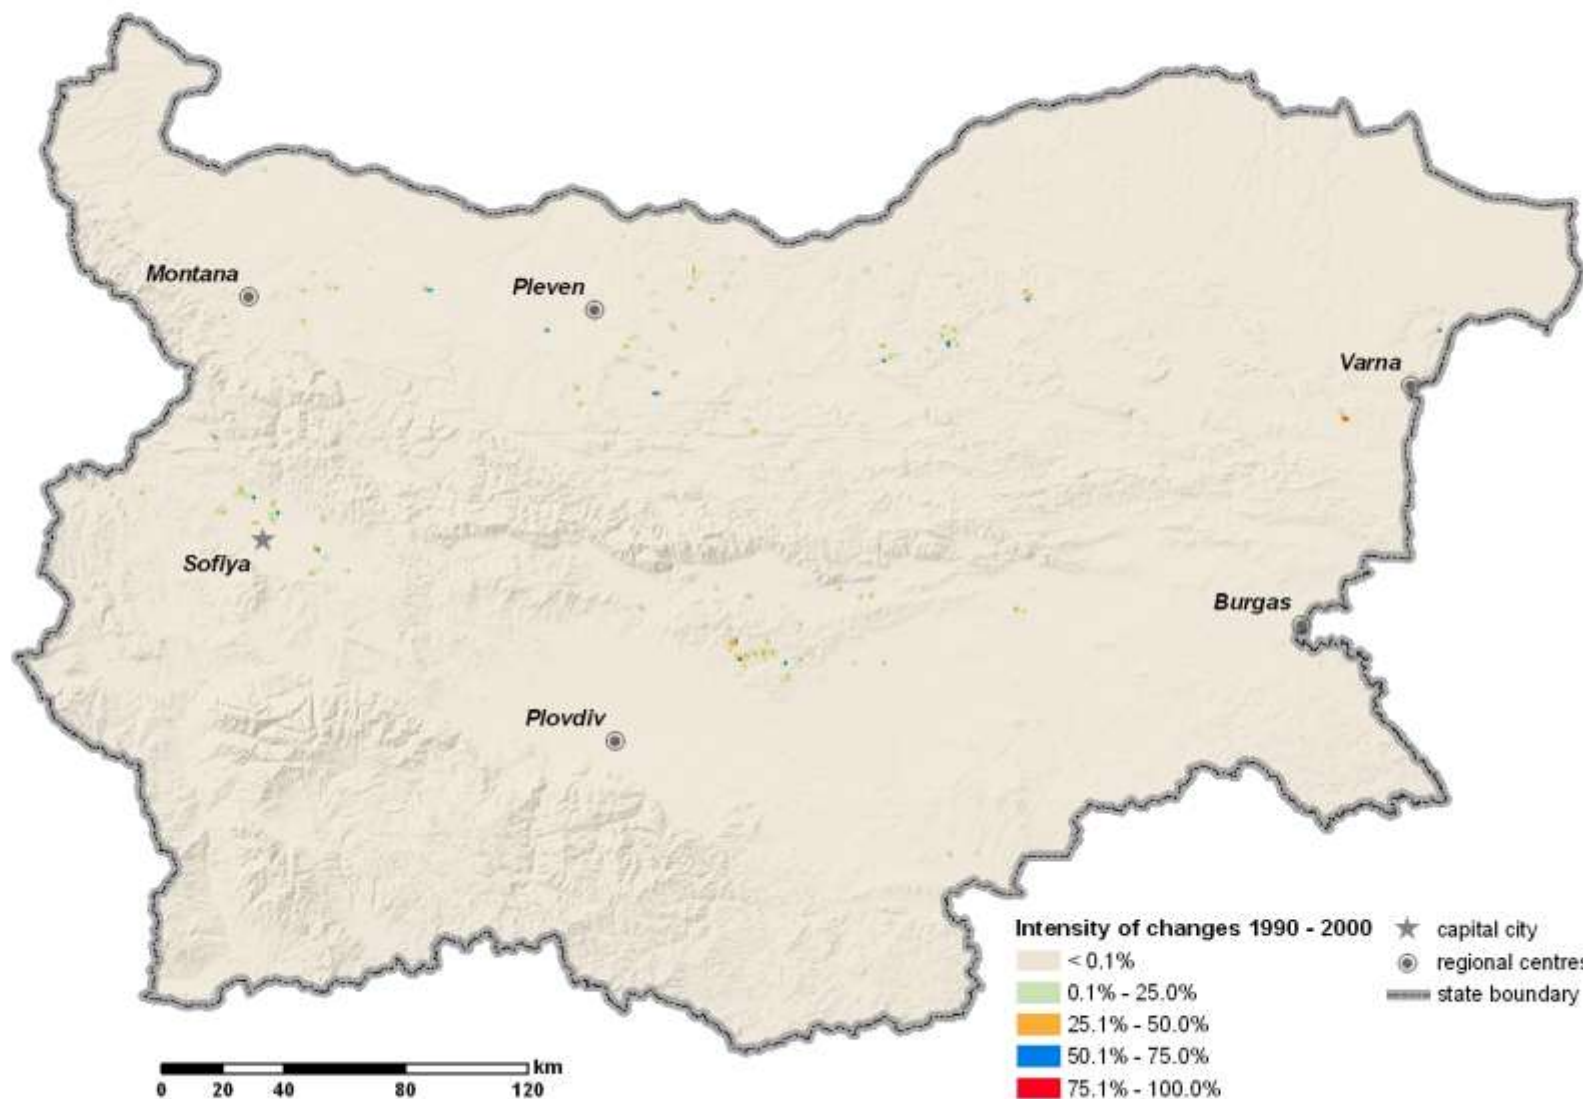 Montana
Pleven
Varna
Sofiya
Burgas
Plovdiv
Intensity of changes 1990 - 2000
< 0.1%
0.1% - 25.0%
25.1% - 50.0%
50.1% - 75.0%
75.1% - 100.0%
capital city
regional centres
state boundary
km
0 20 40 80 120